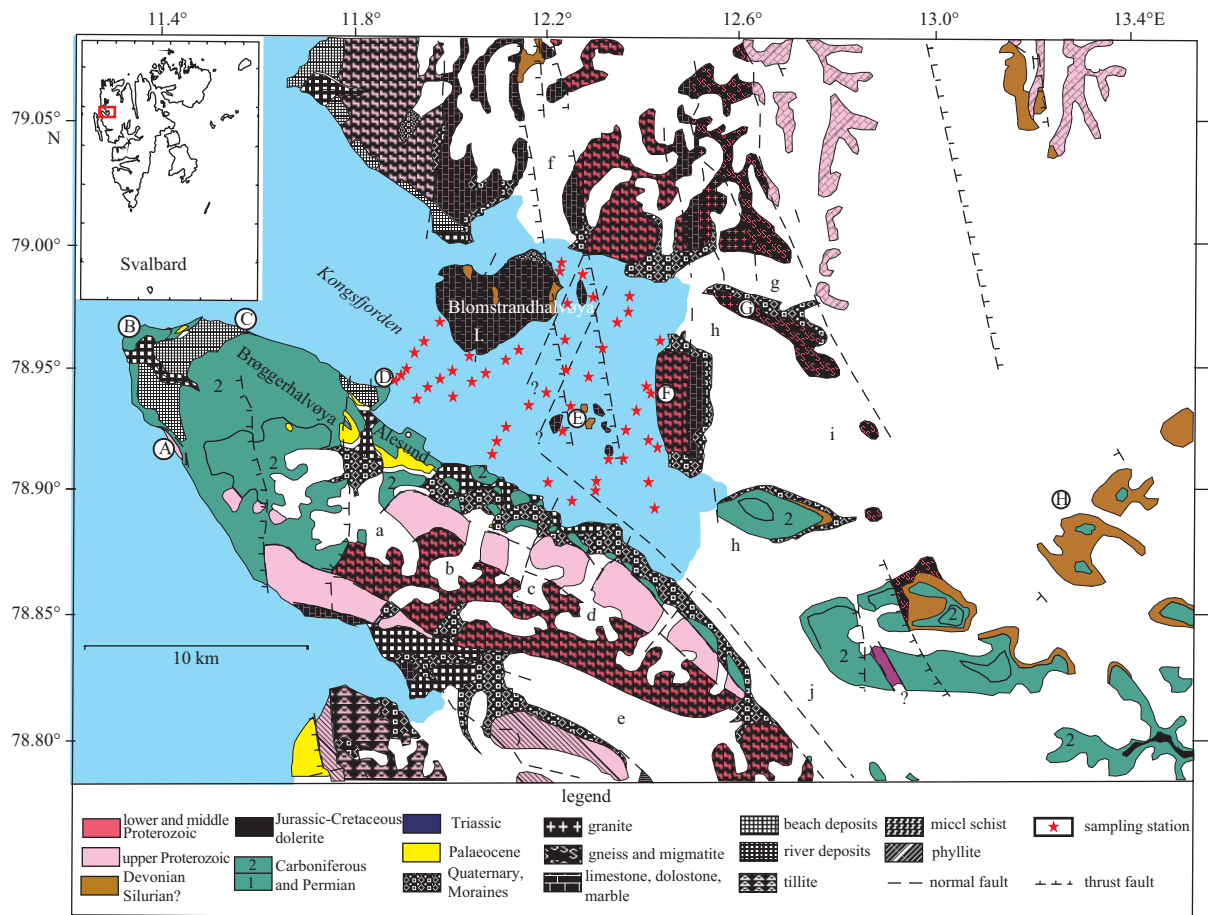 11.4° 11.8° 12.2° 12.6° 13.0° 13.4°E
79.05°
N
79.00°
78.95°
78.90°
78.85°
78.80°
Svalbard
Kongsfjorden
Blomstrandhalvøya
L
f
g
G
h
B
C
D
Brøggerhalvøya
2
A
Ålesund
2
2
2
2
?
?
E
F
i
H
h
2
a
b
c
d
e
j
2
2
?
2
10 km
legend
lower and middle
Proterozoic
upper Proterozoic
Devonian
Silurian?
Jurassic-Cretaceous
dolerite
2
1
Carboniferous
and Permian
Triassic
Palaeocene
Quaternary,
Moraines
granite
gneiss and migmatite
limestone, dolostone,
marble
beach deposits
river deposits
tillite
miccl schist
phyllite
normal fault
sampling station
thrust fault